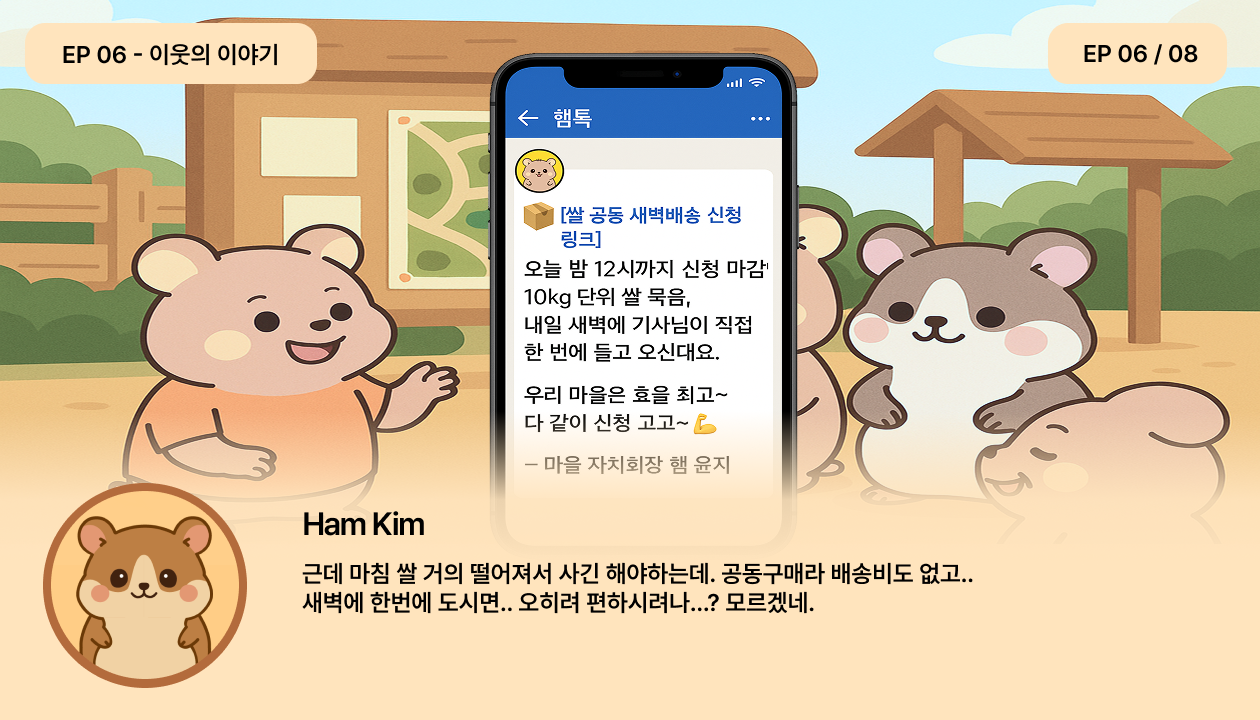 EP 06 - 이웃의 이야기
EP 06 / 08
햄톡
[쌀 공동 새벽배송 신청
링크]
오늘 밤 12시까지 신청 마감!
10kg 단위 쌀 묶음,
내일 새벽에 기사님이 직접
한 번에 들고 오신대요.
우리 마을은 효율 최고~
다 같이 신청 고고~💪
– 마을 자치회장 햄 윤지
Ham Kim
근데 마침 쌀 거의 떨어져서 사긴 해야하는데. 공동구매라 배송비도 없고..
새벽에 한번에 도시면.. 오히려 편하시려나...? 모르겠네.